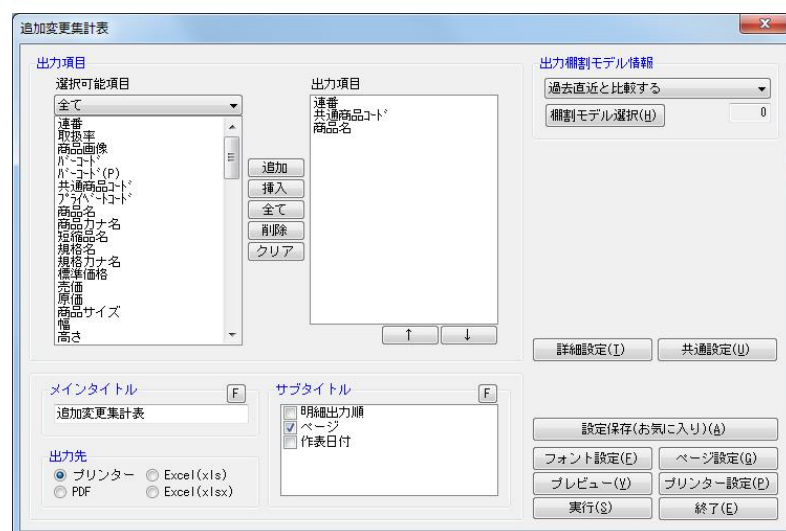 追加変更集計表
出力項目
選択可能項目
全て
連番
取扱率
商品画像
ﾊﾞｰｺｰﾄﾞ
ﾊﾞｰｺｰﾄﾞ(P)
共通商品ｺｰﾄﾞ
ﾌﾟﾗｲﾍﾞｰﾄｺｰﾄﾞ
商品名
商品カナ名
短縮品名
規格名
規格カナ名
標準価格
売価
原価
商品サイズ
幅
高さ
追加
挿入
全て
削除
クリア
出力項目
連番
共通商品ｺｰﾄﾞ
商品名
↑ ↓
出力棚割モデル情報
過去直近と比較する
棚割モデル選択(H) 0
詳細設定(T) 共通設定(U)
メインタイトル F
追加変更集計表
出力先
プリンター Excel(xls)
PDF Excel(xlsx)
サブタイトル F
明細出力順
ページ
作表日付
設定保存(お気に入り)(A)
フォント設定(F) ページ設定(G)
プレビュー(V) プリンター設定(P)
実行(S) 終了(E)